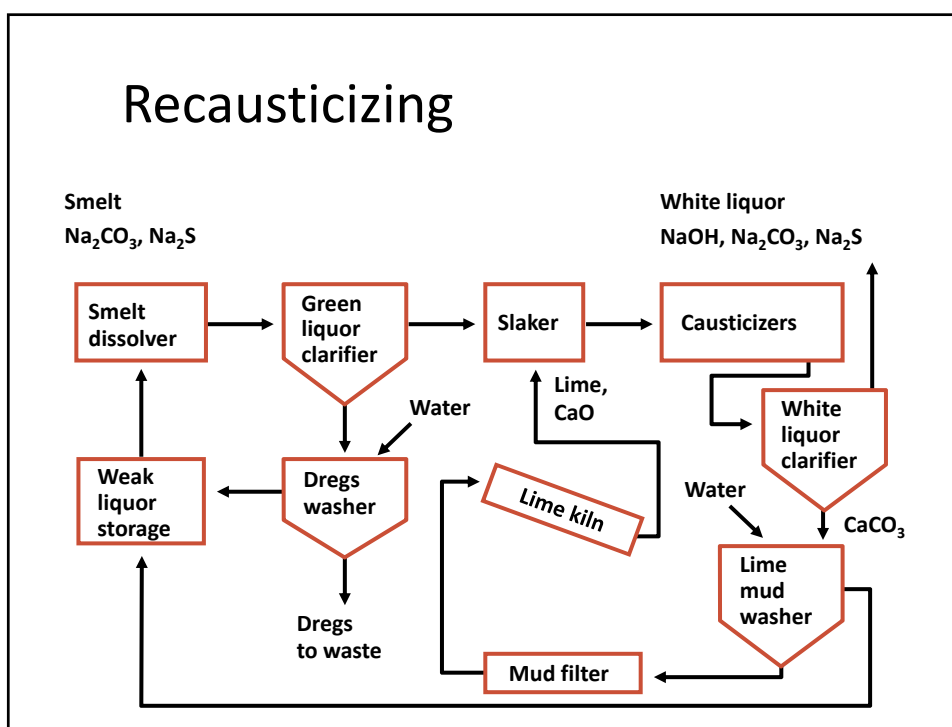 Recausticizing
Smelt
Na₂CO₃, Na₂S
White liquor
NaOH, Na₂CO₃, Na₂S
Smelt
dissolver
Green
liquor
clarifier
Slaker
Causticizers
Lime,
CaO
Water
White
liquor
clarifier
Weak
liquor
storage
Dregs
washer
Lime kiln
Water
CaCO₃
Lime
mud
washer
Dregs
to waste
Mud filter